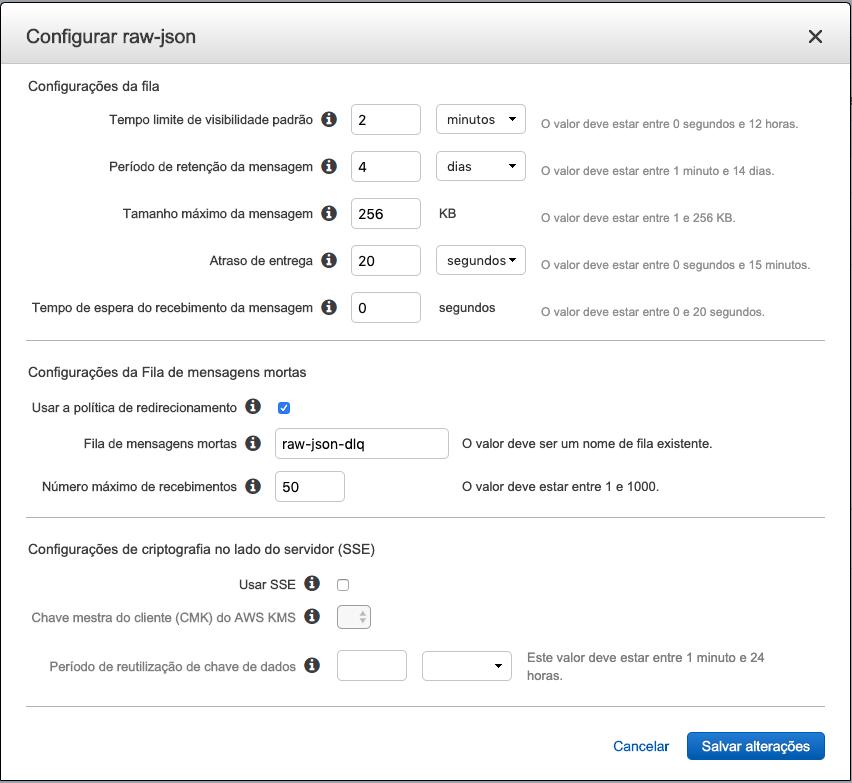 Configurar raw-json
Configurações da fila
Tempo limite de visibilidade padrão 2 minutos O valor deve estar entre 0 segundos e 12 horas.
Período de retenção da mensagem 4 dias O valor deve estar entre 1 minuto e 14 dias.
Tamanho máximo da mensagem 256 KB O valor deve estar entre 1 e 256 KB.
Atraso de entrega 20 segundos O valor deve estar entre 0 segundos e 15 minutos.
Tempo de espera do recebimento da mensagem 0 segundos O valor deve estar entre 0 e 20 segundos.
Configurações da Fila de mensagens mortas
Usar a política de redirecionamento
Fila de mensagens mortas raw-json-dlq O valor deve ser um nome de fila existente.
Número máximo de recebimentos 50 O valor deve estar entre 1 e 1000.
Configurações de criptografia no lado do servidor (SSE)
Usar SSE
Chave mestra do cliente (CMK) do AWS KMS
Período de reutilização de chave de dados Este valor deve estar entre 1 minuto e 24
horas.
Cancelar Salvar alterações